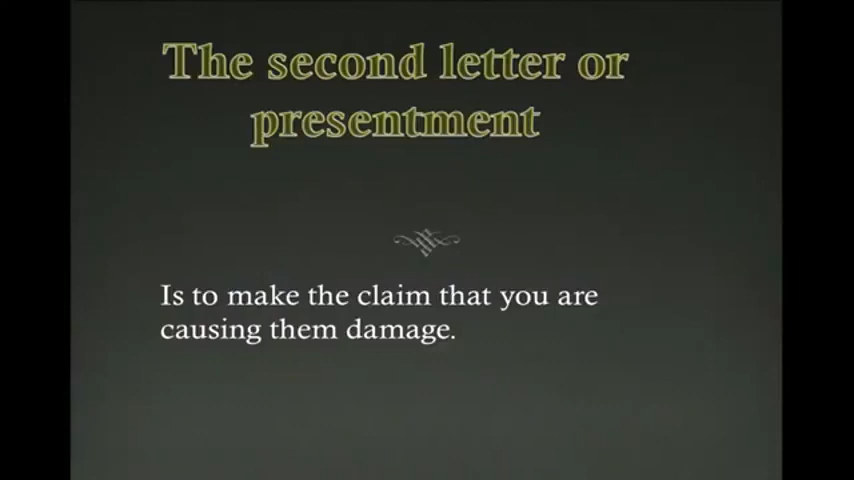 The second letter or
presentment
Is to make the claim that you are
causing them damage.